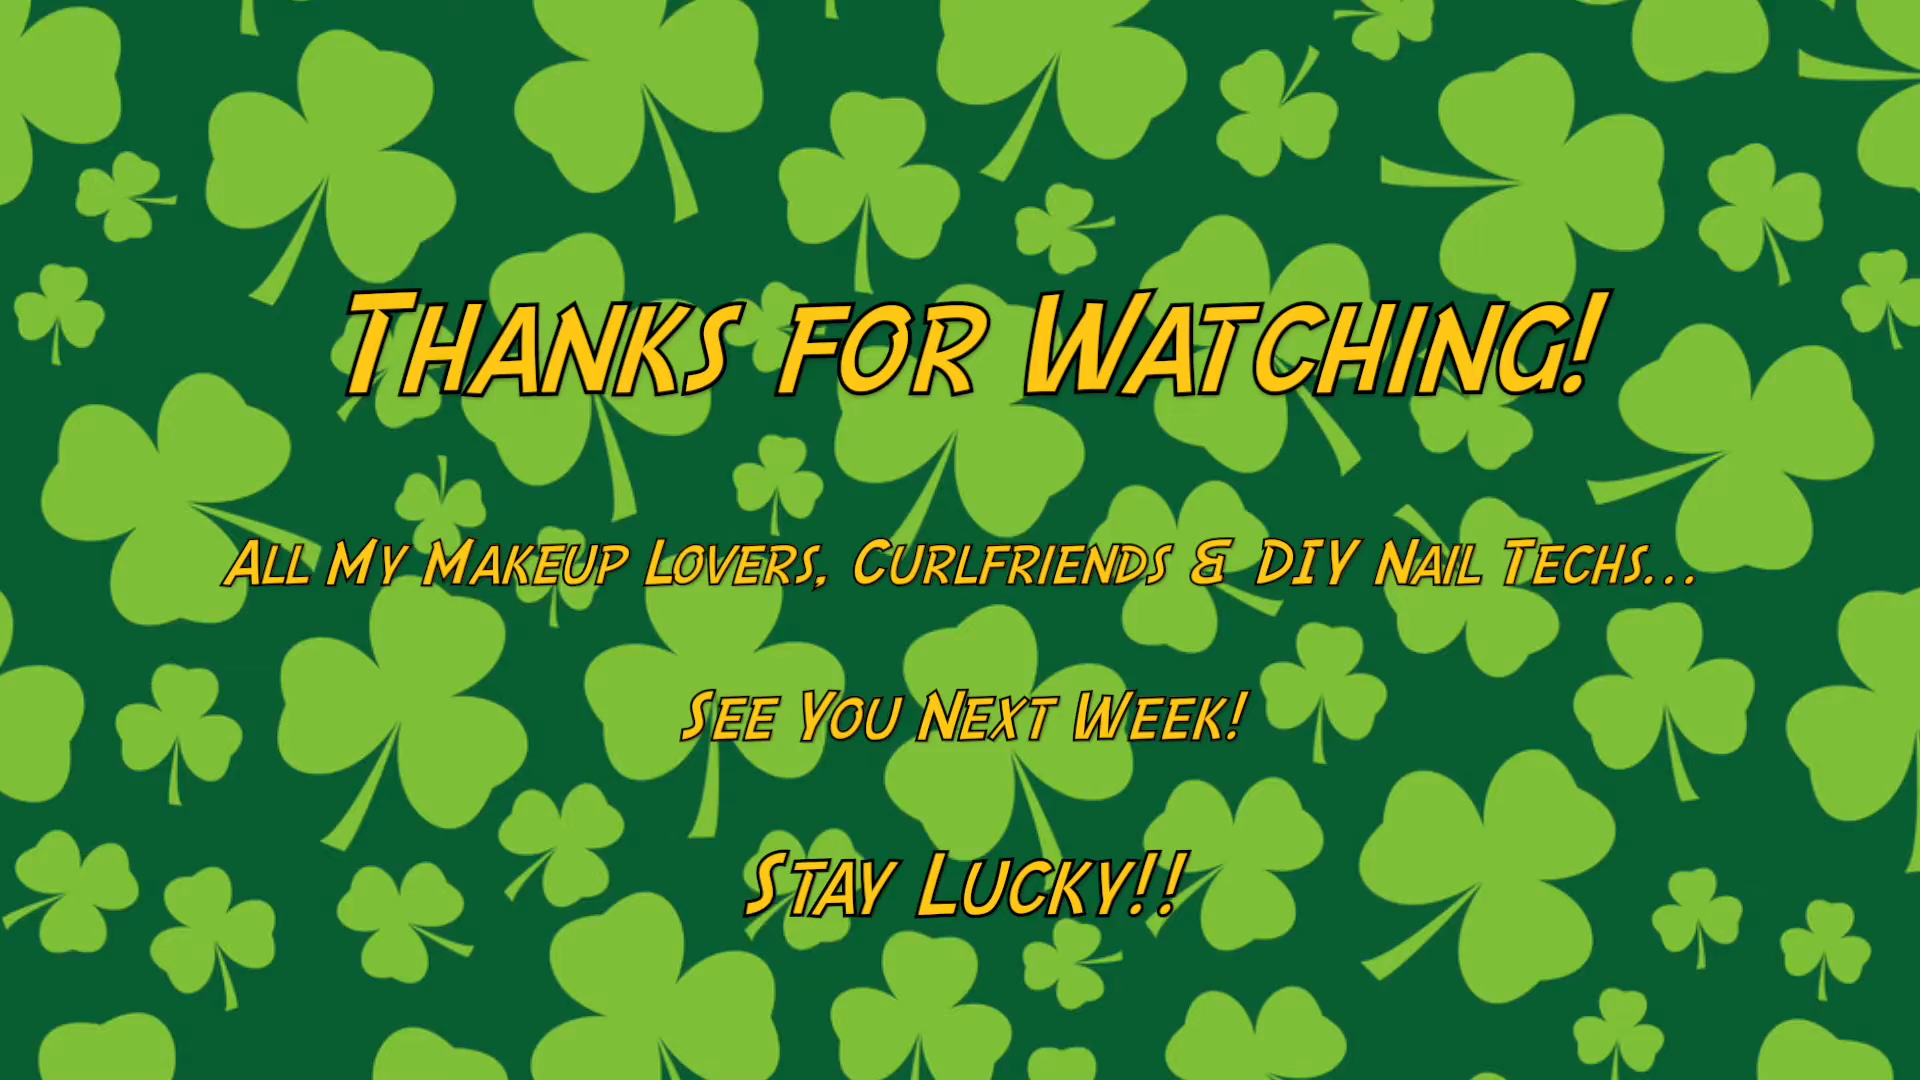 Thanks for Watching!
All My Makeup Lovers, Curlfriends & DIY Nail Techs...
See You Next Week!
Stay Lucky!!